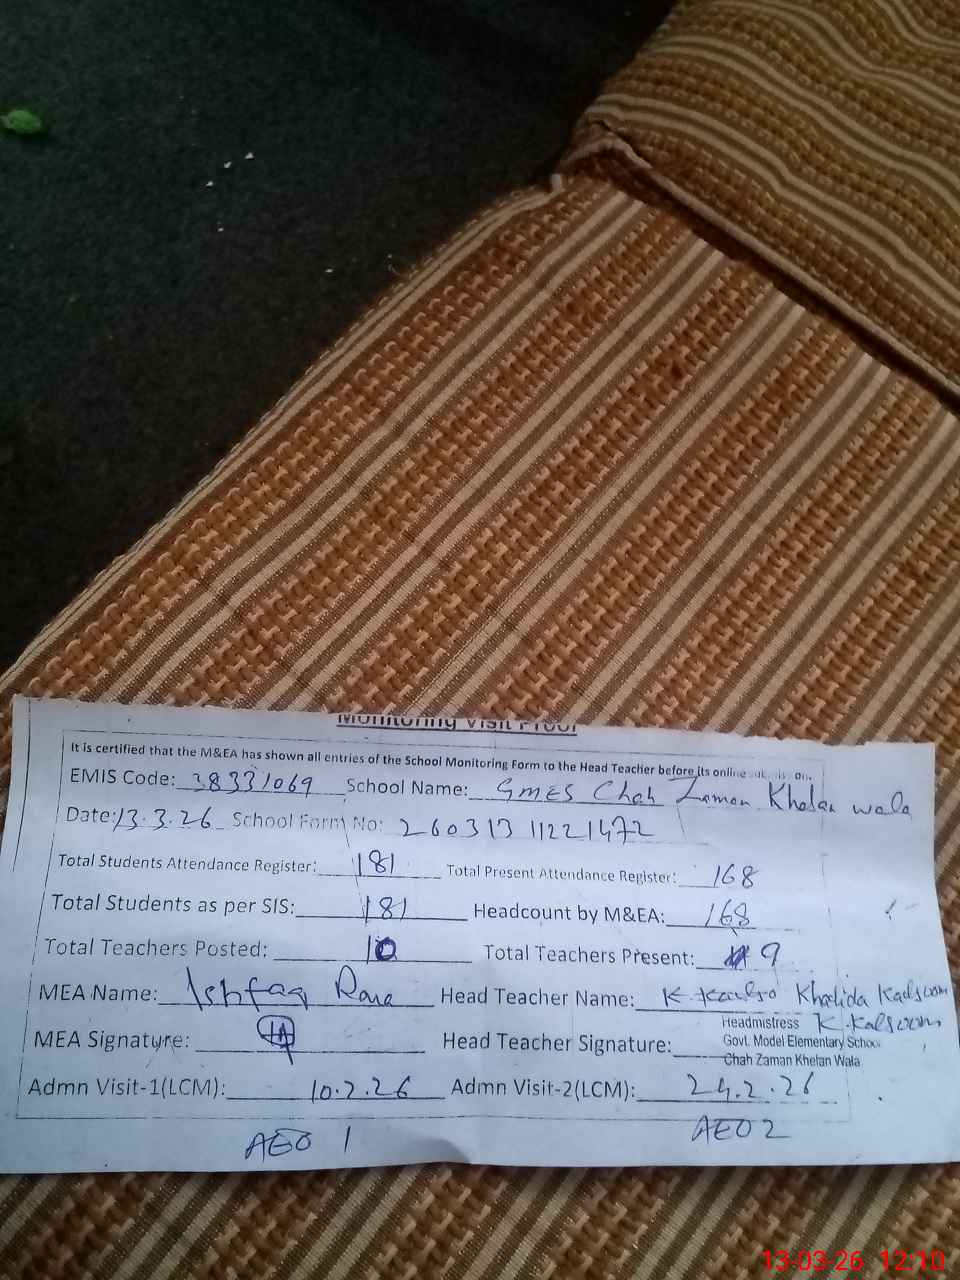 Monitoring Visit Proof
It is certified that the M&EA has shown all entries of the School Monitoring Form to the Head Teacher before its online
EMIS Code: 38331069 School Name: GMES Chah Zaman Khelan wala
Date: 13.3.26 School Form No: 260313 11221472
Total Students Attendance Register: 181 Total Present Attendance Register: 168
Total Students as per SIS: 181 Headcount by M&EA: 168
Total Teachers Posted: 10 Total Teachers Present: 9
MEA Name: Ishfaq Rana Head Teacher Name: Khalida Kalsoom
Headmistress K. Kalsoom
MEA Signature: Head Teacher Signature: Govt. Model Elementary School
Chah Zaman Khelan Wala
Admn Visit-1(LCM): 10.2.26 Admn Visit-2(LCM): 24.2.26
AEO 1 AEO 2
13-03-26 12:10